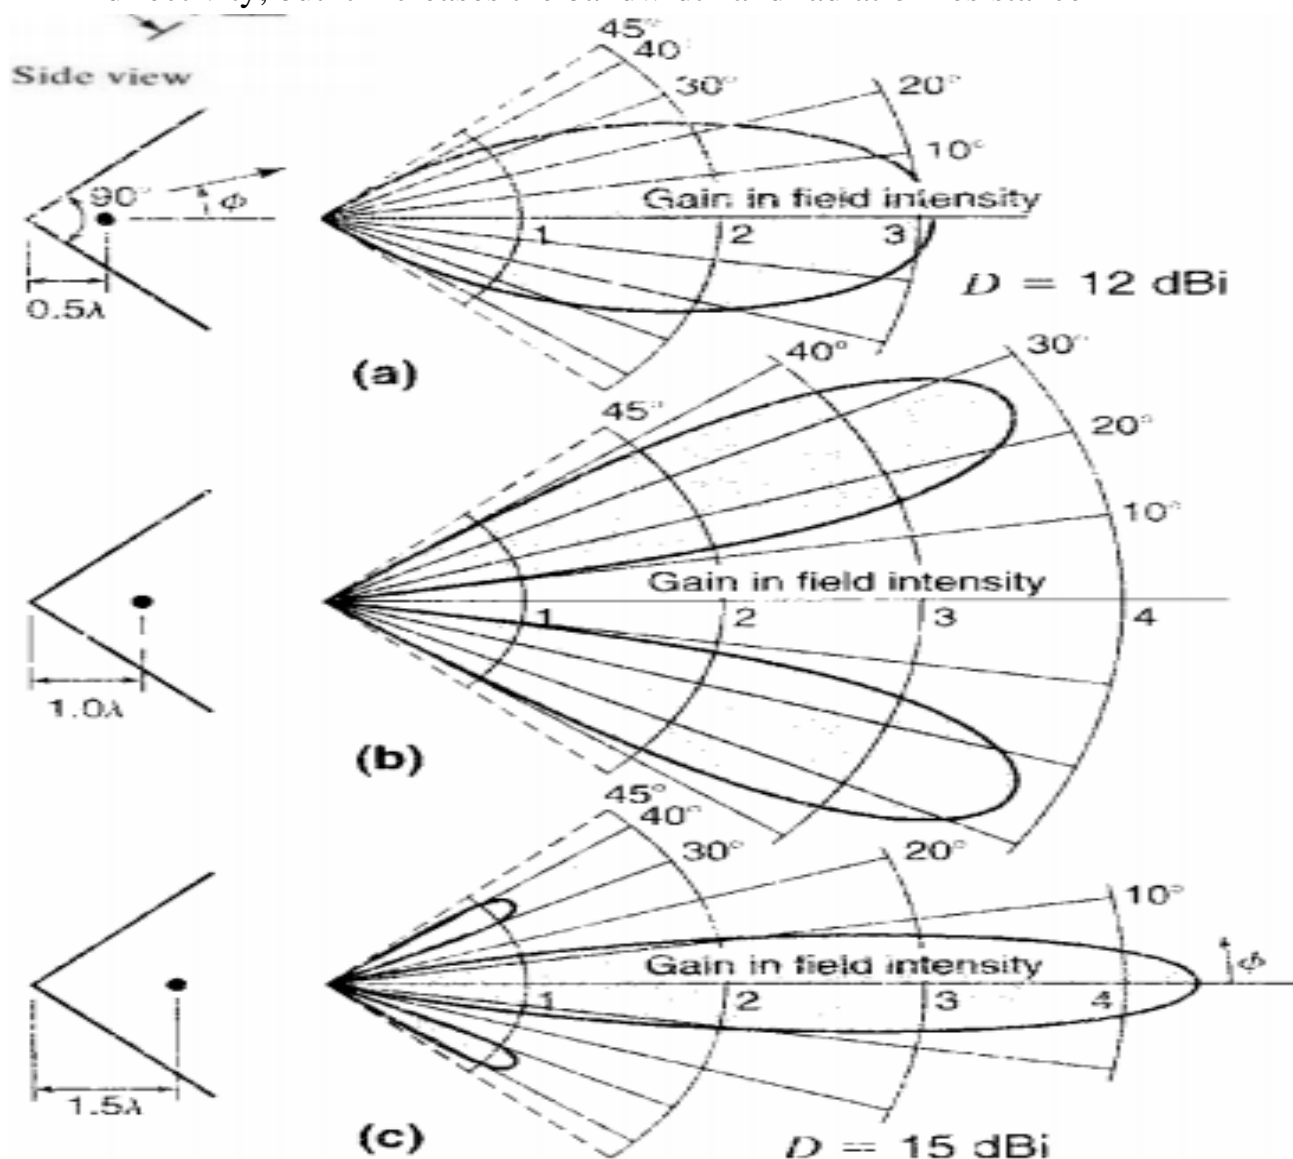 Side view
45°
40°
30°
20°
10°
90°
ϕ
Gain in field intensity
1
2
3
0.5λ
D = 12 dBi
(a)
40°
30°
45°
20°
10°
Gain in field intensity
1
2
3
4
1.0λ
(b)
45°
40°
30°
20°
10°
ϕ
Gain in field intensity
1
2
3
4
1.5λ
(c)
D = 15 dBi